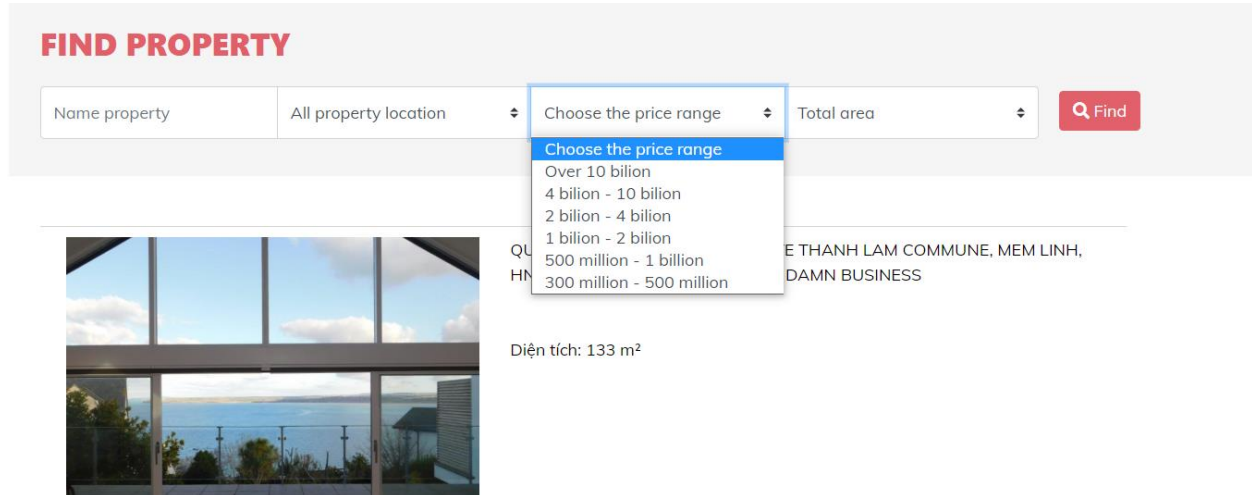 FIND PROPERTY
Name property
All property location
Choose the price range
Total area
Find
Choose the price range
Over 10 bilion
4 bilion - 10 bilion
2 bilion - 4 bilion
1 bilion - 2 bilion
500 million - 1 billion
300 million - 500 million
THANH LAM COMMUNE, MEM LINH,
DAMN BUSINESS
Diện tích: 133 m²